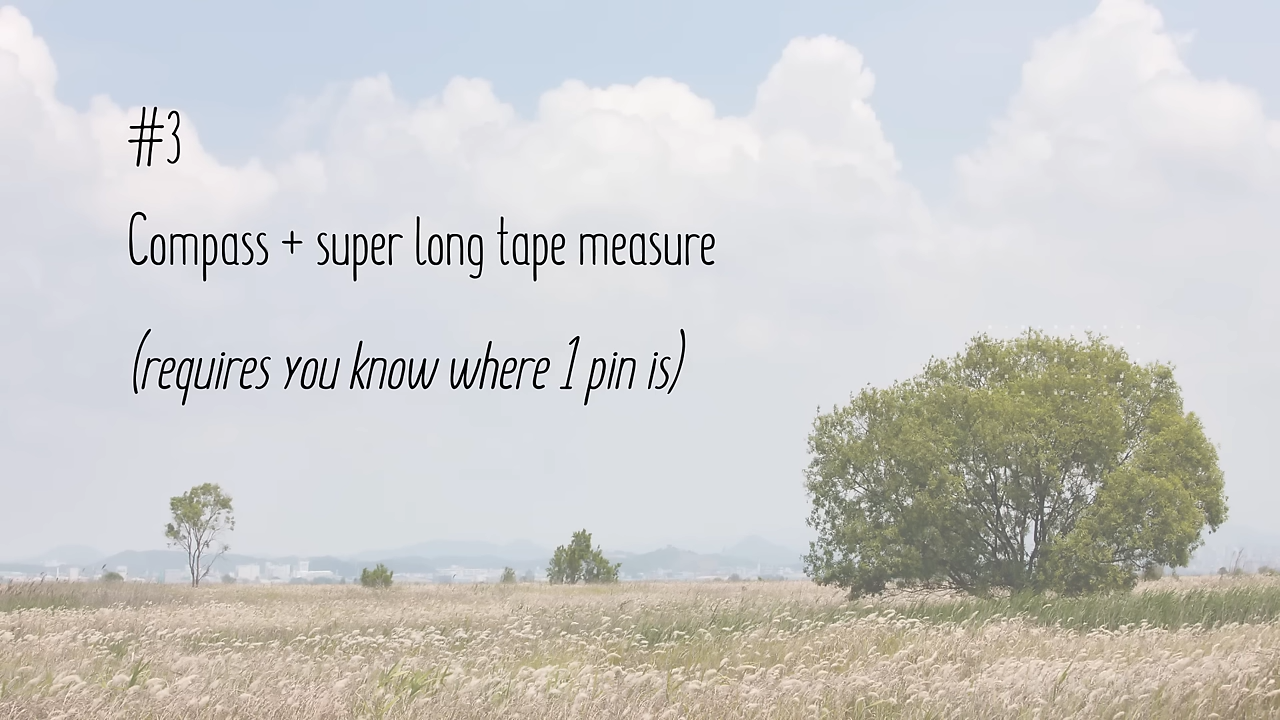 #3
Compass + super long tape measure
(requires you know where 1 pin is)